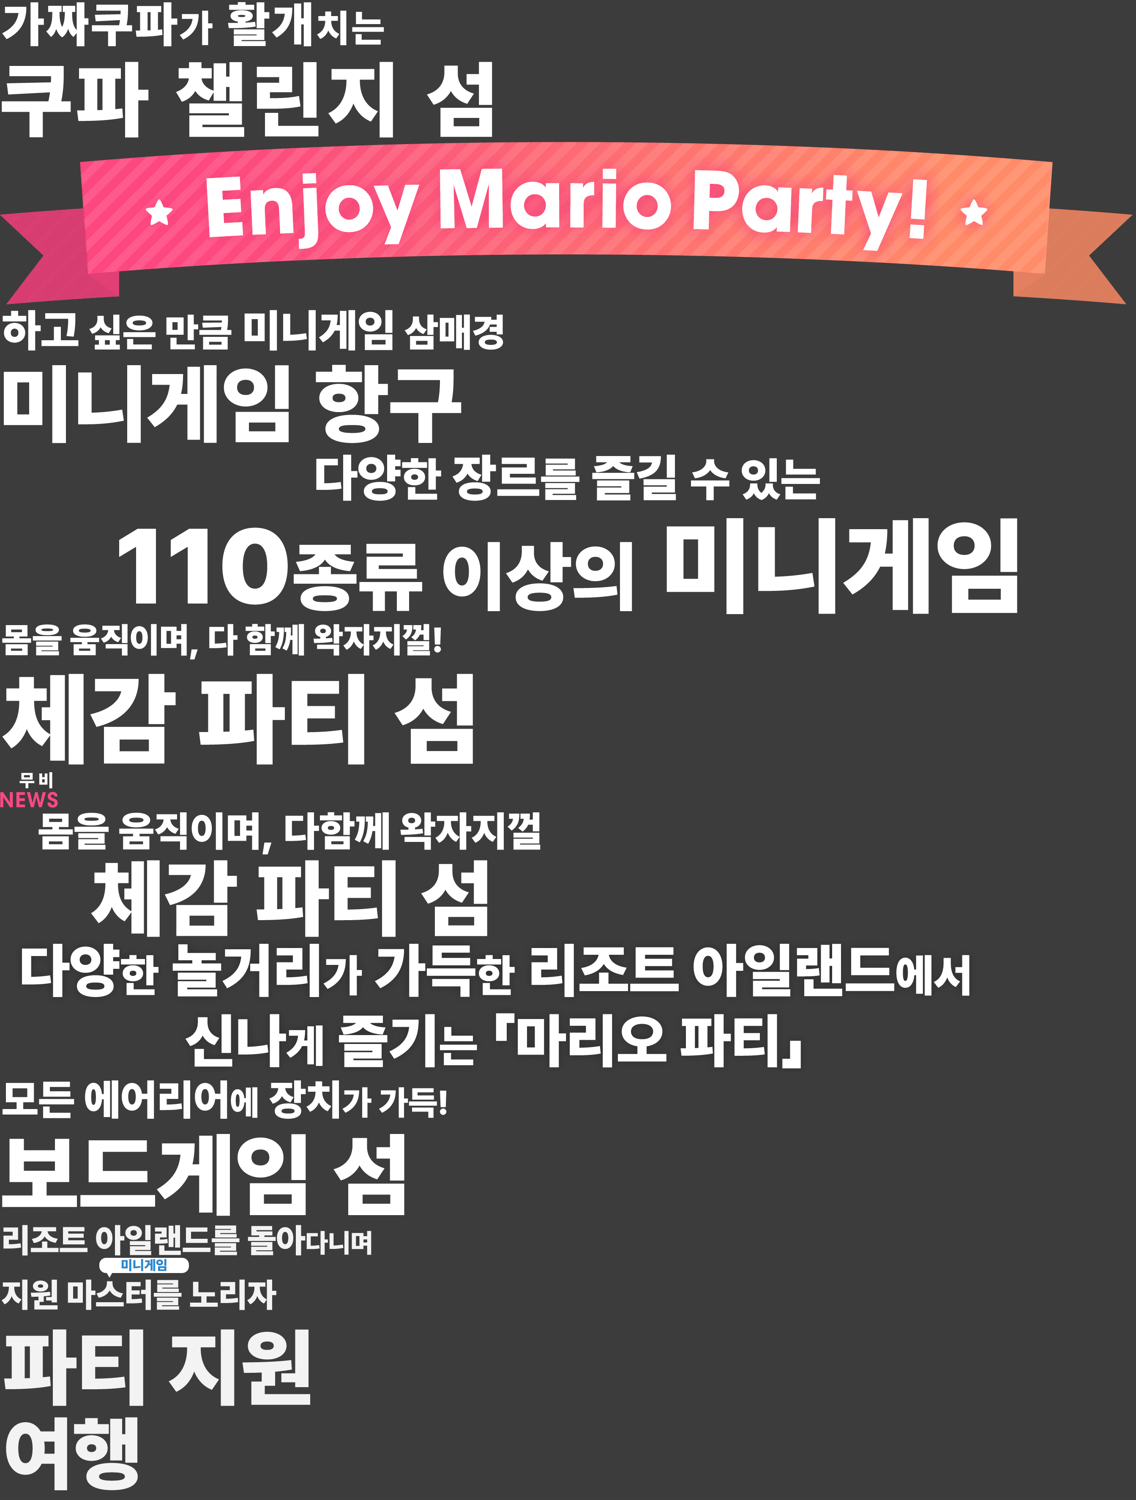 가짜쿠파가 활개치는
쿠파 챌린지 섬
Enjoy Mario Party!
하고 싶은 만큼 미니게임 삼매경
미니게임 항구
다양한 장르를 즐길 수 있는
110종류 이상의 미니게임
몸을 움직이며, 다 함께 왁자지껄!
체감 파티 섬
무비
NEWS
몸을 움직이며, 다함께 왁자지껄
체감 파티 섬
다양한 놀거리가 가득한 리조트 아일랜드에서
신나게 즐기는 「마리오 파티」
모든 에어리어에 장치가 가득!
보드게임 섬
리조트 아일랜드를 돌아다니며
미니게임
지원 마스터를 노리자
파티 지원
여행